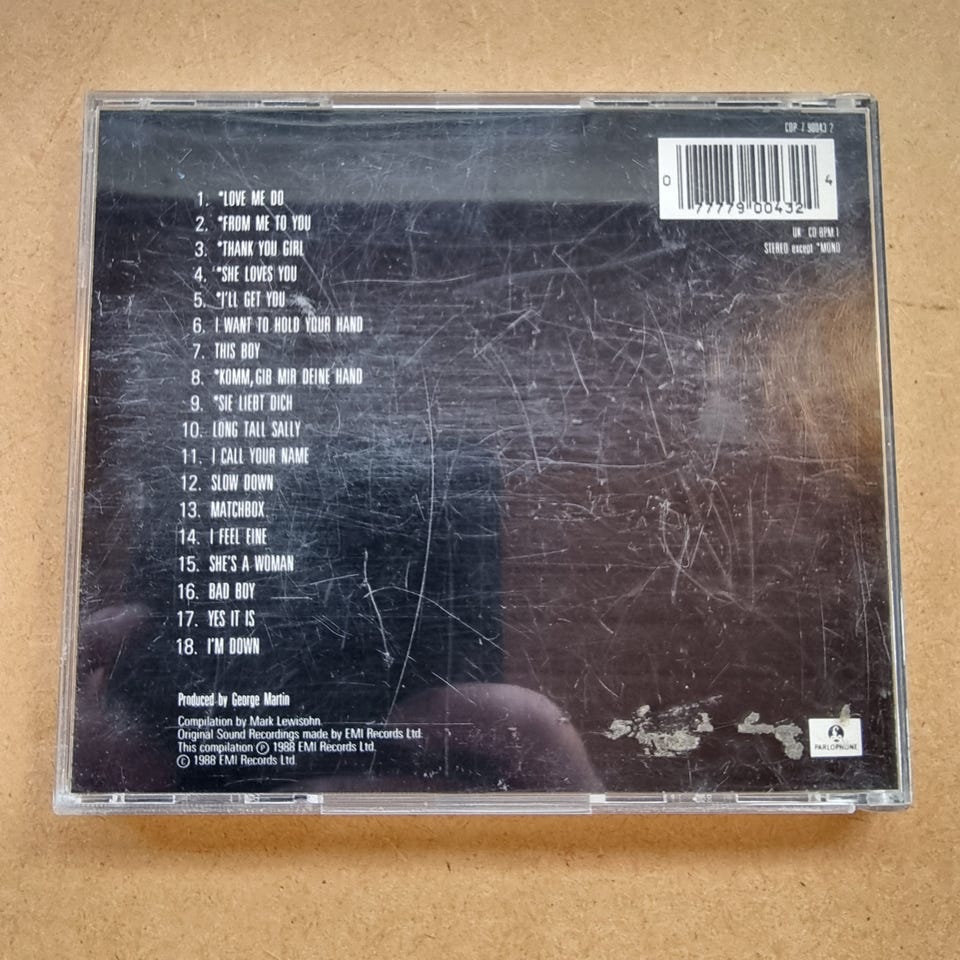 CDP 7 90043 2
0 77779 00432 4
UK: CD BPM 1
STEREO except *MONO
1. *LOVE ME DO
2. *FROM ME TO YOU
3. *THANK YOU GIRL
4. *SHE LOVES YOU
5. *I'LL GET YOU
6. I WANT TO HOLD YOUR HAND
7. THIS BOY
8. *KOMM, GIB MIR DEINE HAND
9. *SIE LIEBT DICH
10. LONG TALL SALLY
11. I CALL YOUR NAME
12. SLOW DOWN
13. MATCHBOX
14. I FEEL FINE
15. SHE'S A WOMAN
16. BAD BOY
17. YES IT IS
18. I'M DOWN
Produced by George Martin
Compilation by Mark Lewisohn
Original Sound Recordings made by EMI Records Ltd.
This compilation ℗ 1988 EMI Records Ltd.
© 1988 EMI Records Ltd.
PARLOPHONE